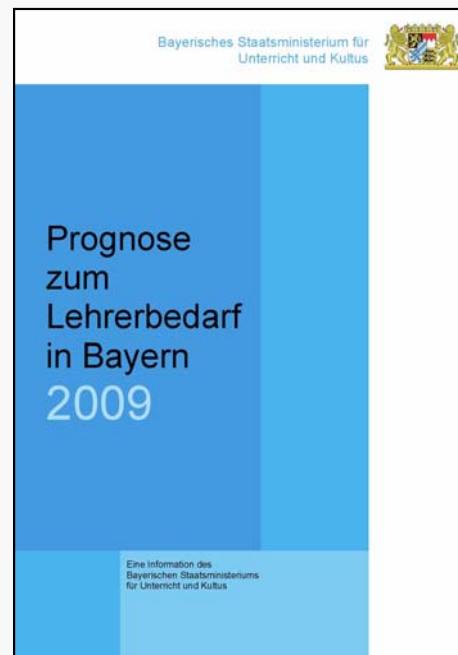 Bayerisches Staatsministerium für
Unterricht und Kultus
Prognose
zum
Lehrerbedarf
in Bayern
2009
Eine Information des
Bayerischen Staatsministeriums
für Unterricht und Kultus